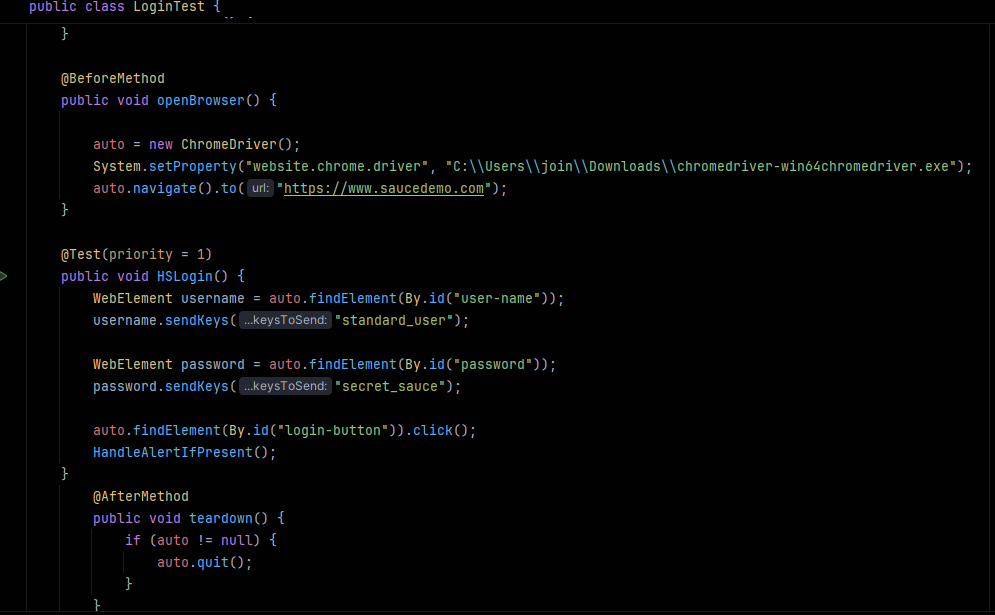 public class LoginTest {
}
@BeforeMethod
public void openBrowser() {
auto = new ChromeDriver();
System.setProperty("website.chrome.driver", "C:\\Users\\join\\Downloads\\chromedriver-win64chromedriver.exe");
auto.navigate().to( url: "https://www.saucedemo.com");
}
@Test(priority = 1)
public void HSLogin() {
WebElement username = auto.findElement(By.id("user-name"));
username.sendKeys( ...keysToSend: "standard_user");
WebElement password = auto.findElement(By.id("password"));
password.sendKeys( ...keysToSend: "secret_sauce");
auto.findElement(By.id("login-button")).click();
HandleAlertIfPresent();
}
@AfterMethod
public void teardown() {
if (auto != null) {
auto.quit();
}
}